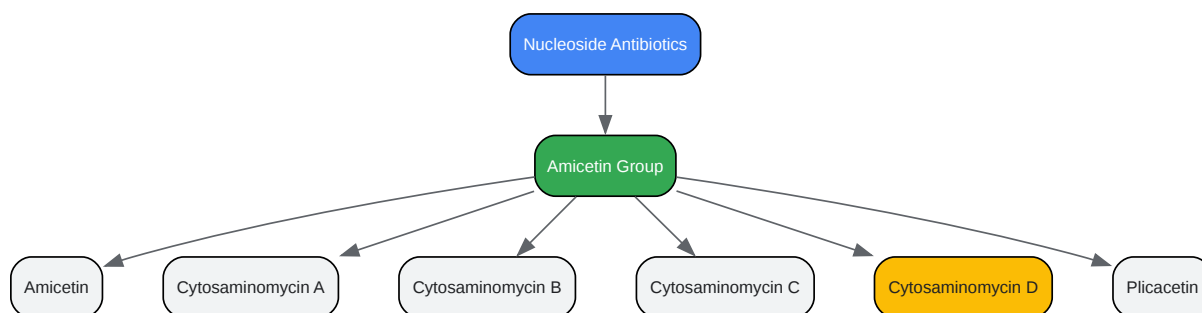 Nucleoside Antibiotics
Amicetin Group
Amicetin
Cytosaminomycin A
Cytosaminomycin B
Cytosaminomycin C
Cytosaminomycin D
Plicacetin